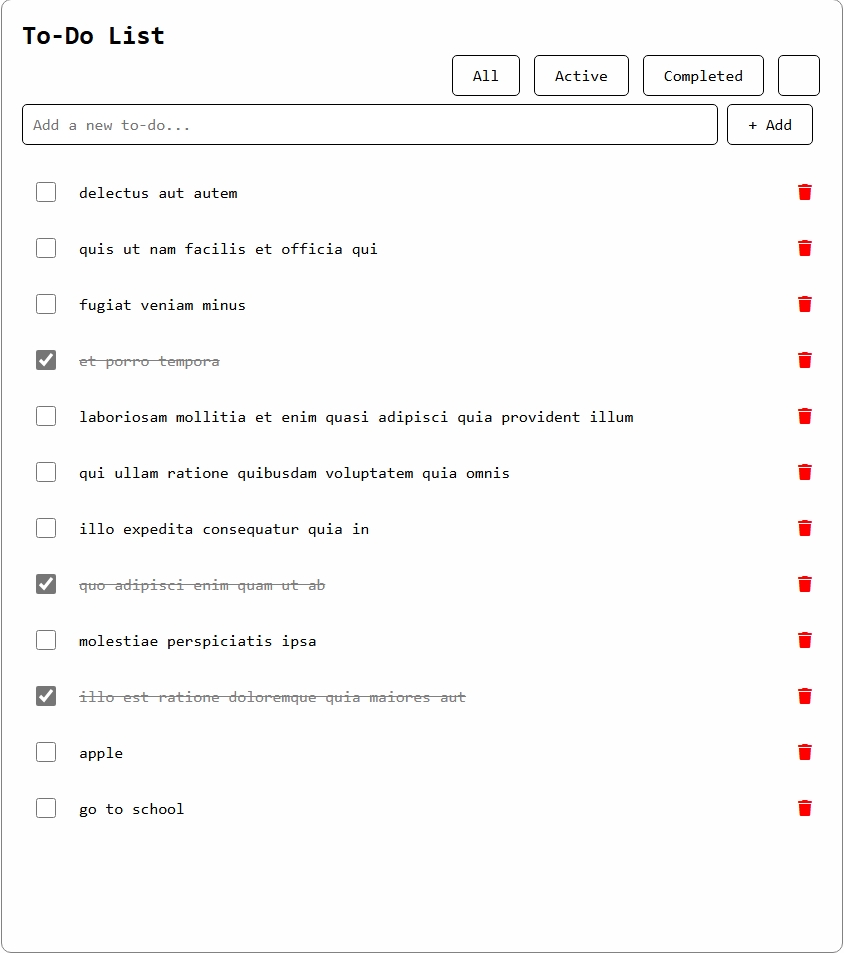 To-Do List
All Active Completed
Add a new to-do...
+ Add
delectus aut autem
quis ut nam facilis et officia qui
fugiat veniam minus
et porro tempora
laboriosam mollitia et enim quasi adipisci quia provident illum
qui ullam ratione quibusdam voluptatem quia omnis
illo expedita consequatur quia in
quo adipisci enim quam ut ab
molestiae perspiciatis ipsa
illo est ratione doloremque quia maiores aut
apple
go to school